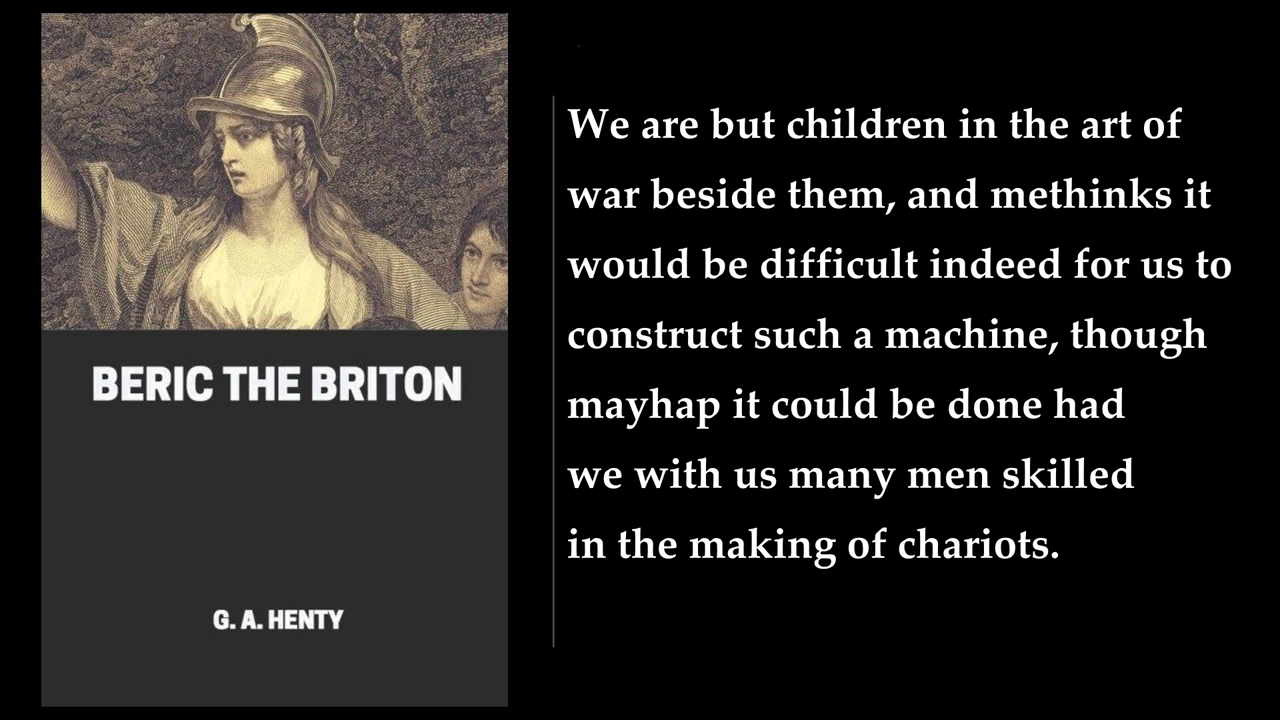 BERIC THE BRITON
G. A. HENTY
We are but children in the art of
war beside them, and methinks it
would be difficult indeed for us to
construct such a machine, though
mayhap it could be done had
we with us many men skilled
in the making of chariots.